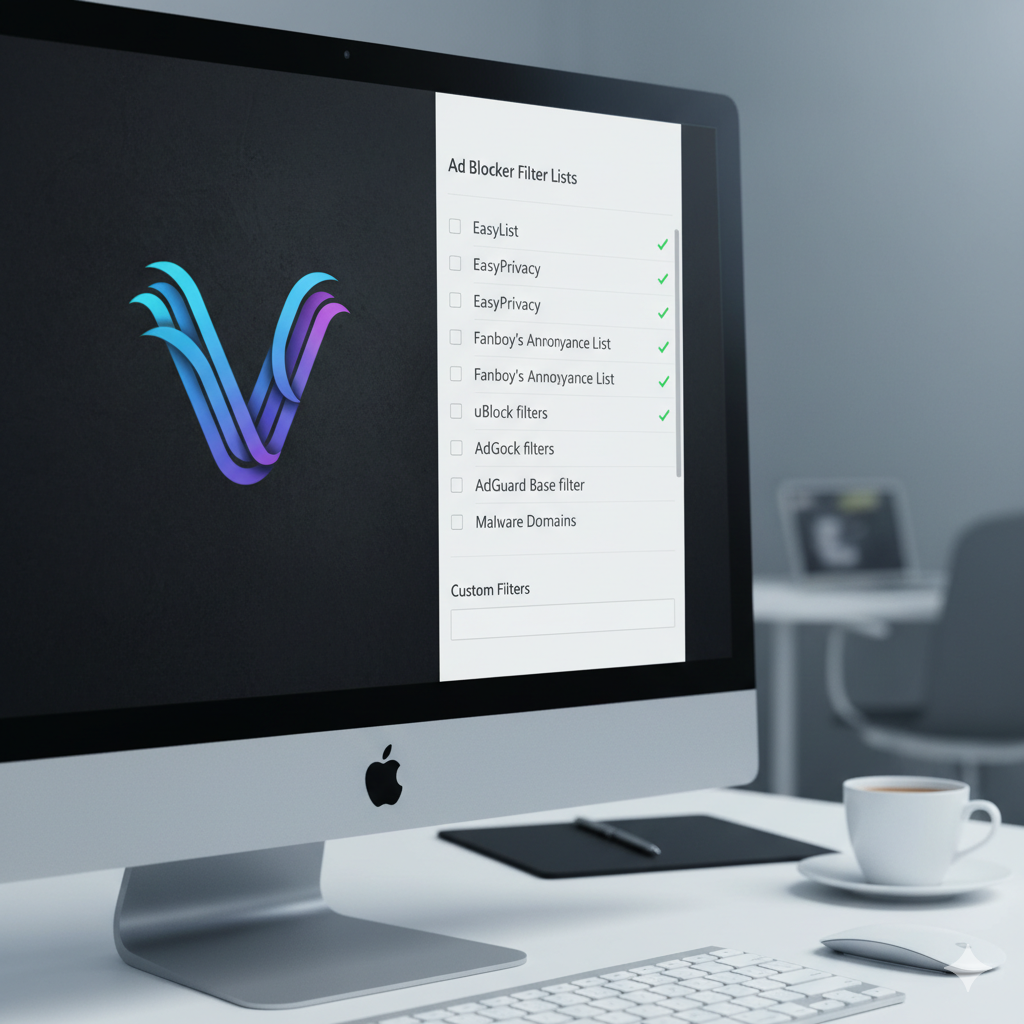 Ad Blocker Filter Lists
EasyList
EasyPrivacy
EasyPrivacy
Fanboy's Anronyance List
Fanboy's Annoyyance List
uBlock filters
AdGock filters
AdGuard Base filter
Malware Domains
Custom Filters